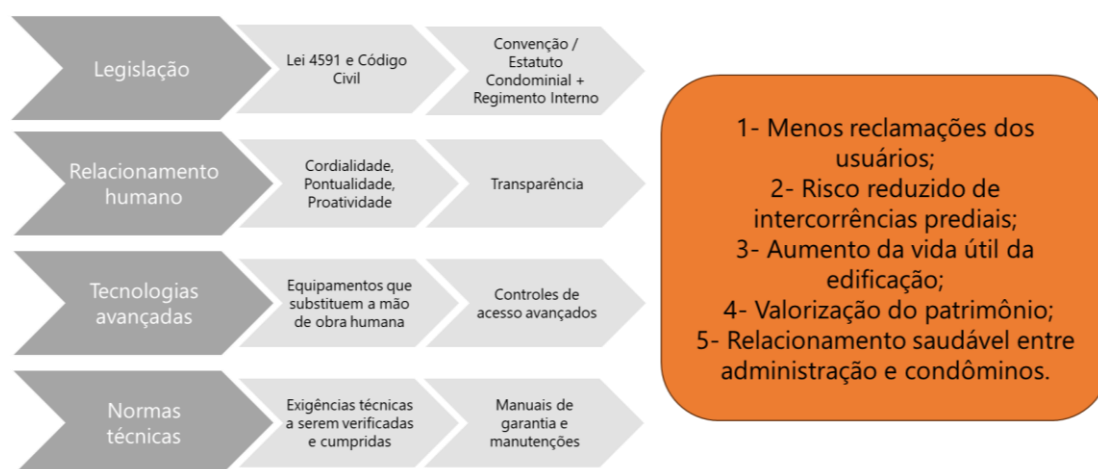 Legislação
Lei 4591 e Código
Civil
Convenção /
Estatuto
Condominial +
Regimento Interno
Relacionamento
humano
Cordialidade,
Pontualidade,
Proatividade
Transparência
Tecnologias
avançadas
Equipamentos que
substituem a mão
de obra humana
Controles de
acesso avançados
Normas
técnicas
Exigências técnicas
a serem verificadas
e cumpridas
Manuais de
garantia e
manutenções
1- Menos reclamações dos
usuários;
2- Risco reduzido de
intercorrências prediais;
3- Aumento da vida útil da
edificação;
4- Valorização do patrimônio;
5- Relacionamento saudável entre
administração e condôminos.